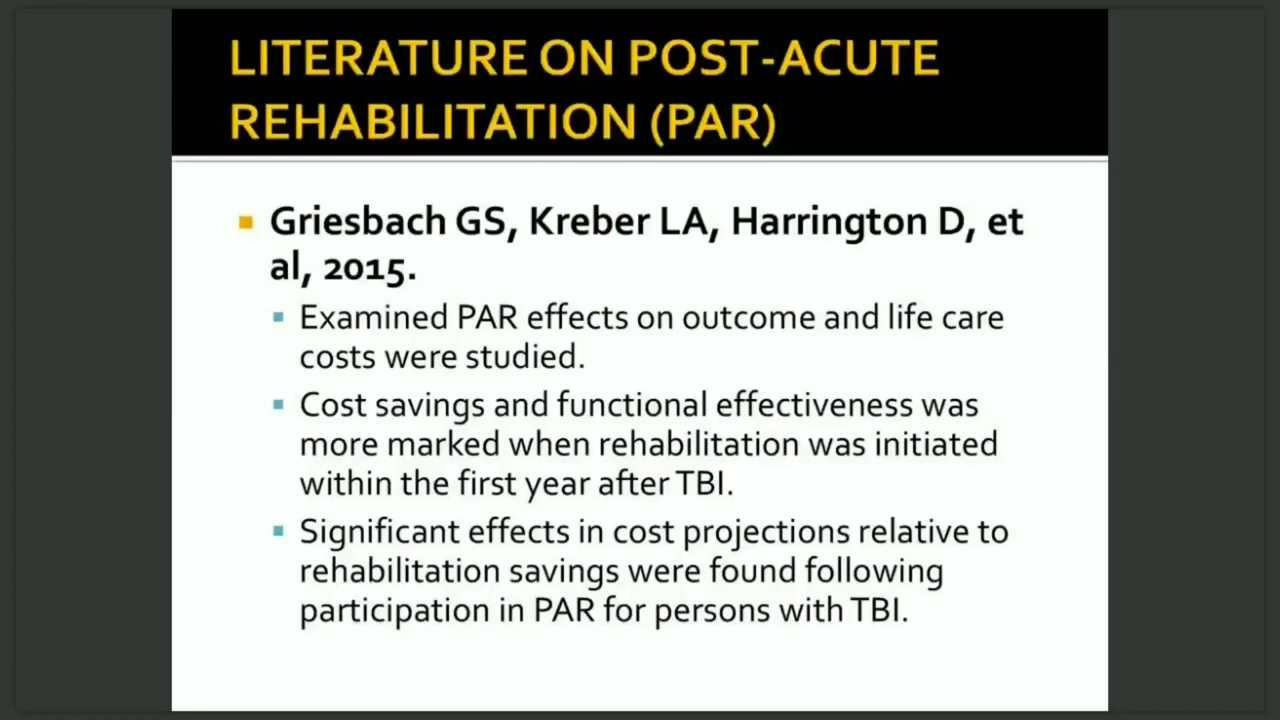 LITERATURE ON POST-ACUTE
REHABILITATION (PAR)
Griesbach GS, Kreber LA, Harrington D, et
al, 2015.
Examined PAR effects on outcome and life care
costs were studied.
Cost savings and functional effectiveness was
more marked when rehabilitation was initiated
within the first year after TBI.
Significant effects in cost projections relative to
rehabilitation savings were found following
participation in PAR for persons with TBI.